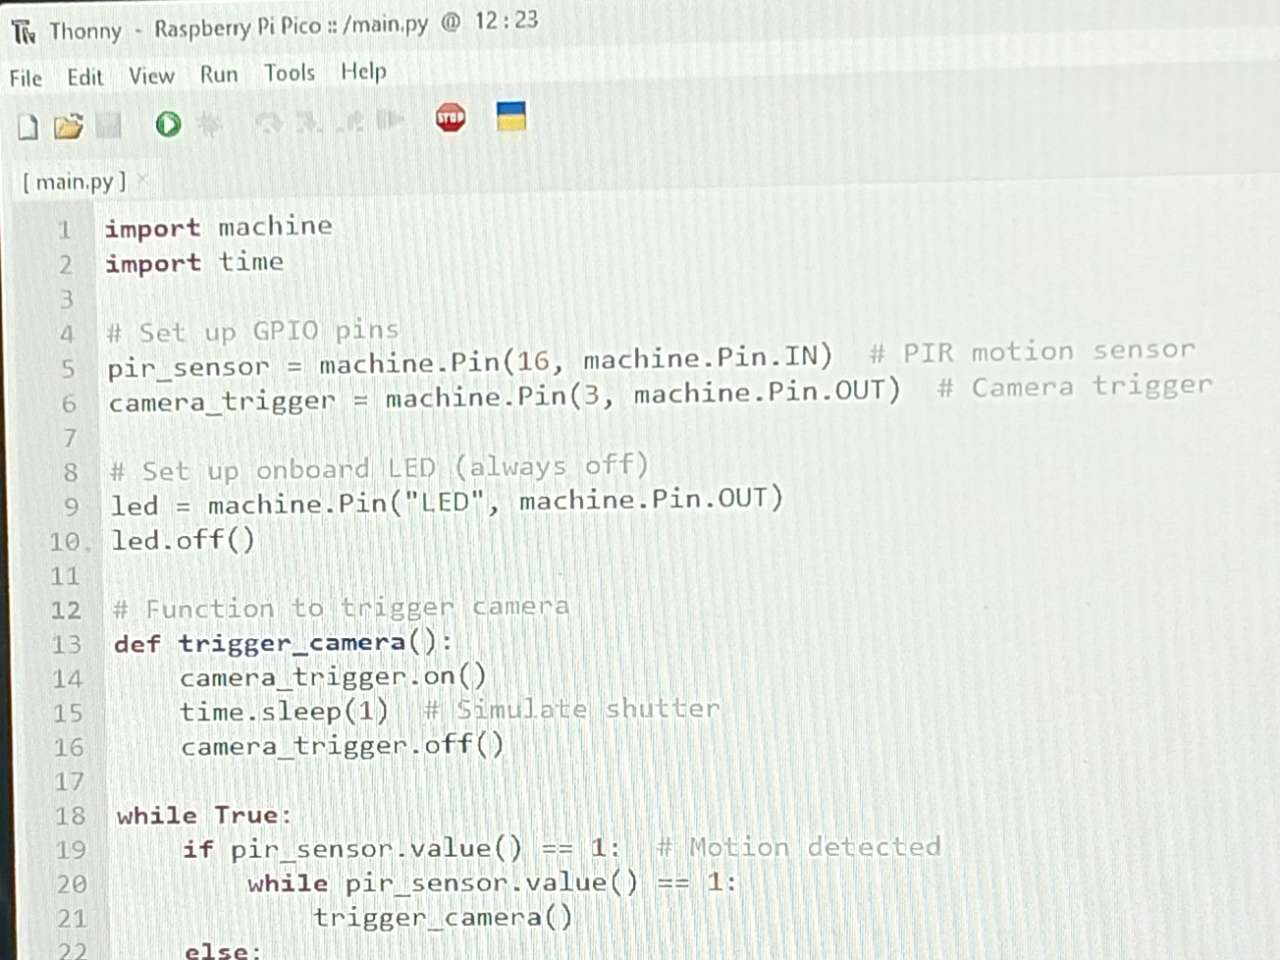 Thonny - Raspberry Pi Pico :: /main.py @ 12:23
File Edit View Run Tools Help
STOP
[ main.py ] ×
1 import machine
2 import time
3
4 # Set up GPIO pins
5 pir_sensor = machine.Pin(16, machine.Pin.IN)  # PIR motion sensor
6 camera_trigger = machine.Pin(3, machine.Pin.OUT)  # Camera trigger
7
8 # Set up onboard LED (always off)
9 led = machine.Pin("LED", machine.Pin.OUT)
10 led.off()
11
12 # Function to trigger camera
13 def trigger_camera():
14     camera_trigger.on()
15     time.sleep(1)  # Simulate shutter
16     camera_trigger.off()
17
18 while True:
19     if pir_sensor.value() == 1:  # Motion detected
20         while pir_sensor.value() == 1:
21             trigger_camera()
22     else: